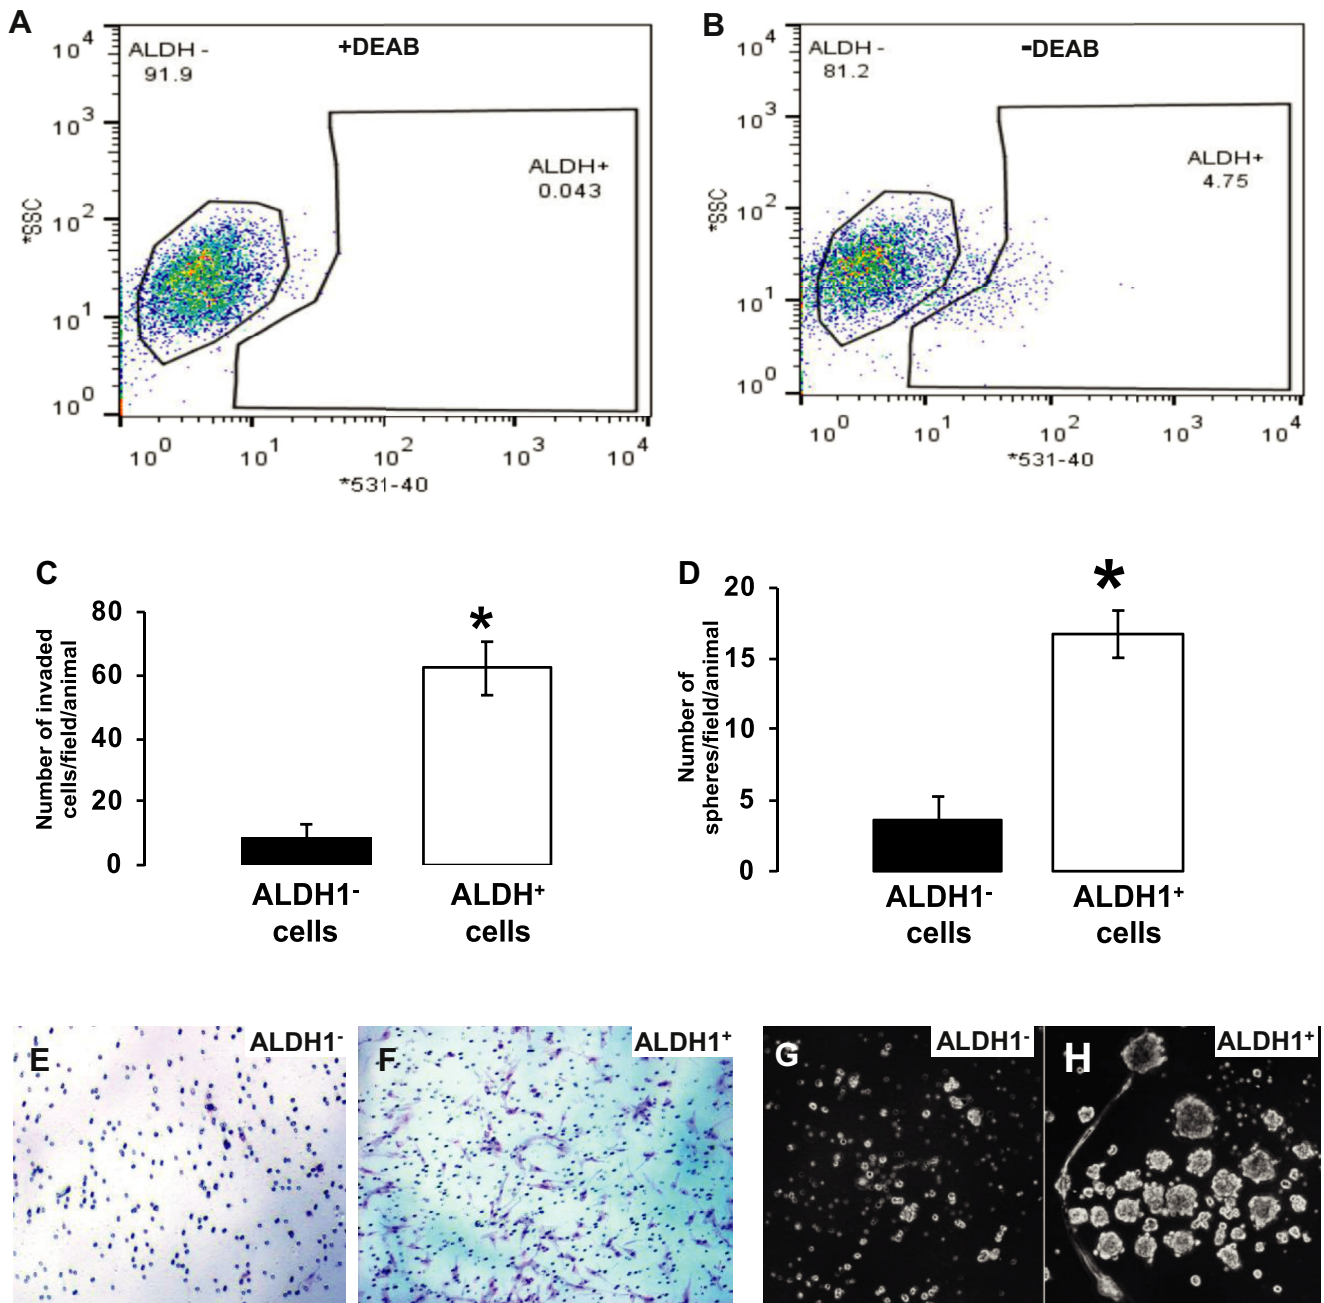 A
+DEAB
ALDH -
91.9
ALDH+
0.043
10⁴
10³
10²
10¹
10⁰
*SSC
10⁰ 10¹ 10² 10³ 10⁴
*531-40
B
-DEAB
ALDH -
81.2
ALDH+
4.75
10⁴
10³
10²
10¹
10⁰
*SSC
10⁰ 10¹ 10² 10³ 10⁴
*531-40
C
Number of invaded
cells/field/animal
80
60
40
20
0
*
ALDH1⁻
cells
ALDH⁺
cells
D
Number of
spheres/field/animal
20
15
10
5
0
*
ALDH1⁻
cells
ALDH1⁺
cells
E
ALDH1⁻
F
ALDH1⁺
G
ALDH1⁻
H
ALDH1⁺